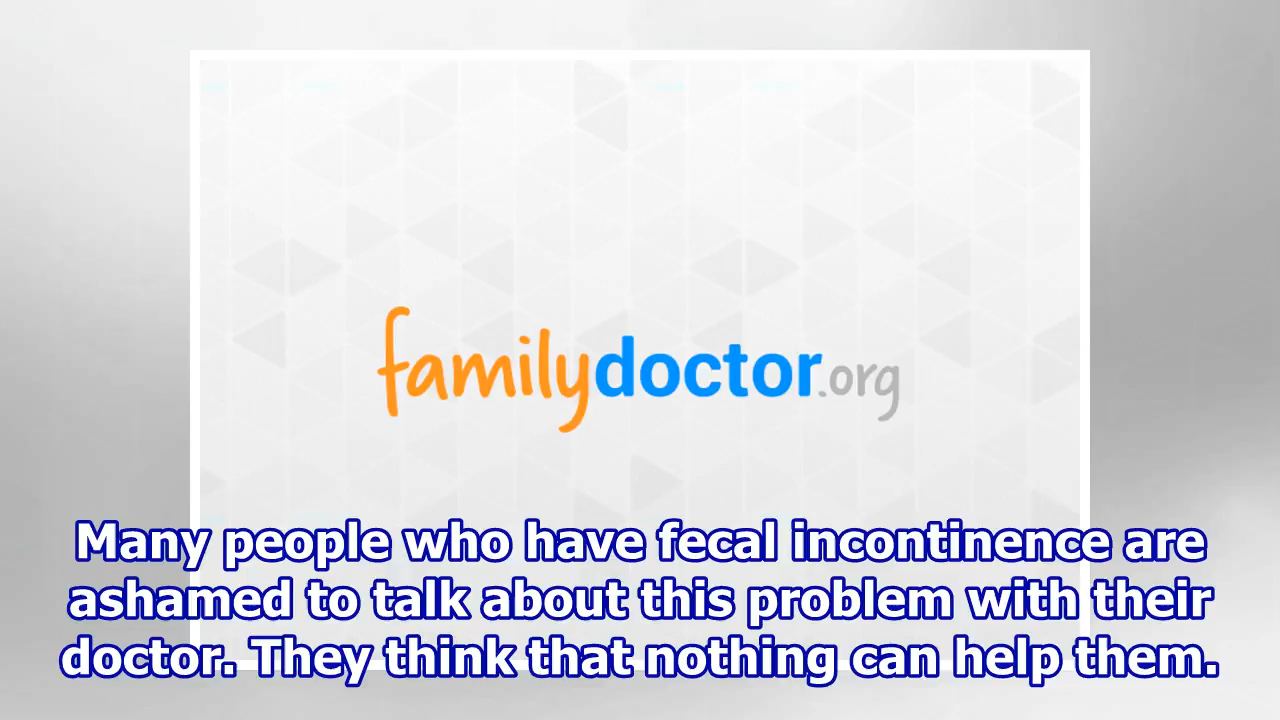 familydoctor.org
Many people who have fecal incontinence are
ashamed to talk about this problem with their
doctor. They think that nothing can help them.